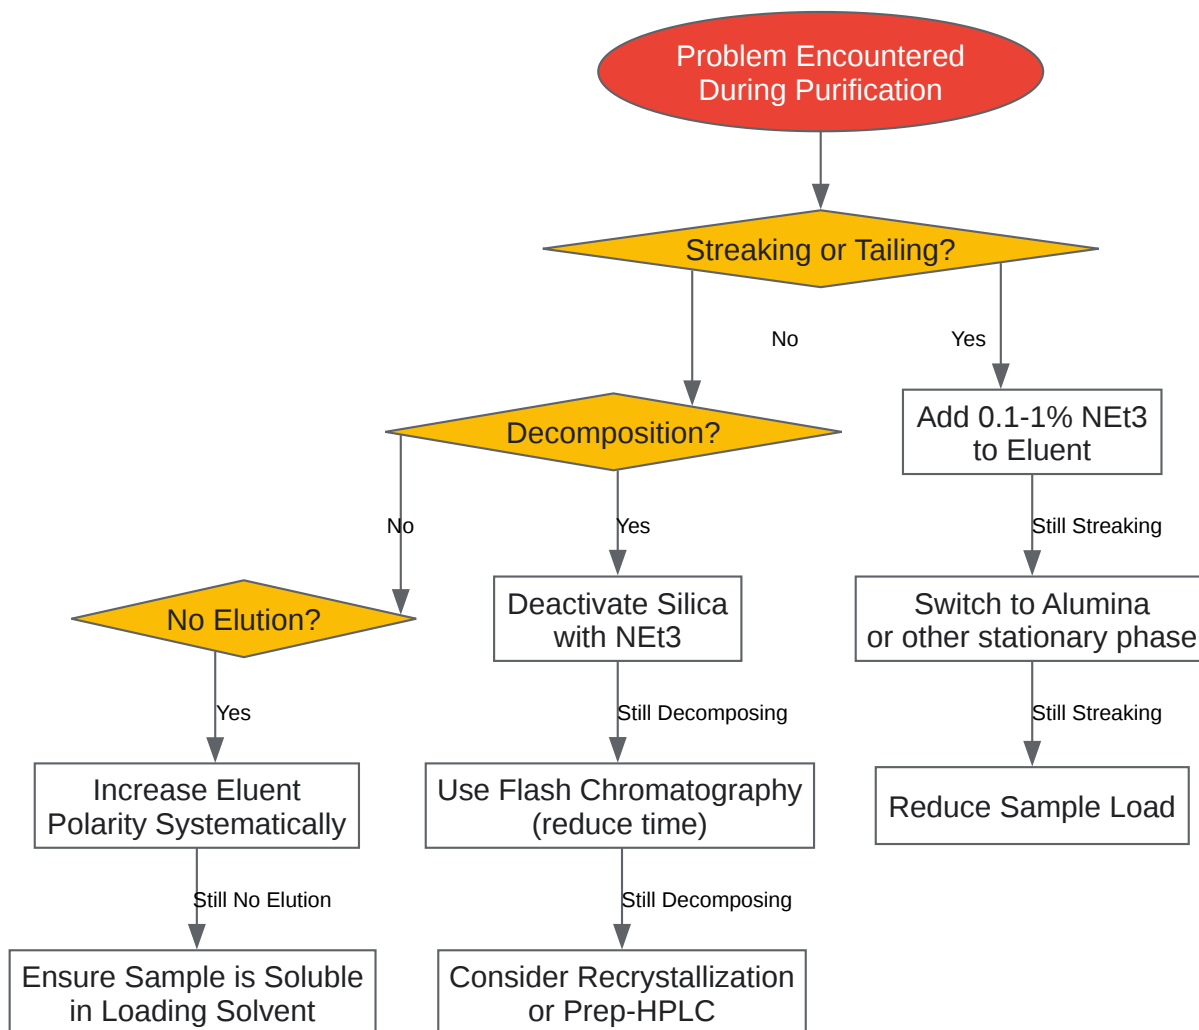 Problem Encountered
During Purification
Streaking or Tailing?
No
Yes
Decomposition?
Add 0.1-1% NEt3
to Eluent
No
Yes
Still Streaking
No Elution?
Deactivate Silica
with NEt3
Switch to Alumina
or other stationary phase
Yes
Still Decomposing
Still Streaking
Increase Eluent
Polarity Systematically
Use Flash Chromatography
(reduce time)
Reduce Sample Load
Still No Elution
Still Decomposing
Ensure Sample is Soluble
in Loading Solvent
Consider Recrystallization
or Prep-HPLC